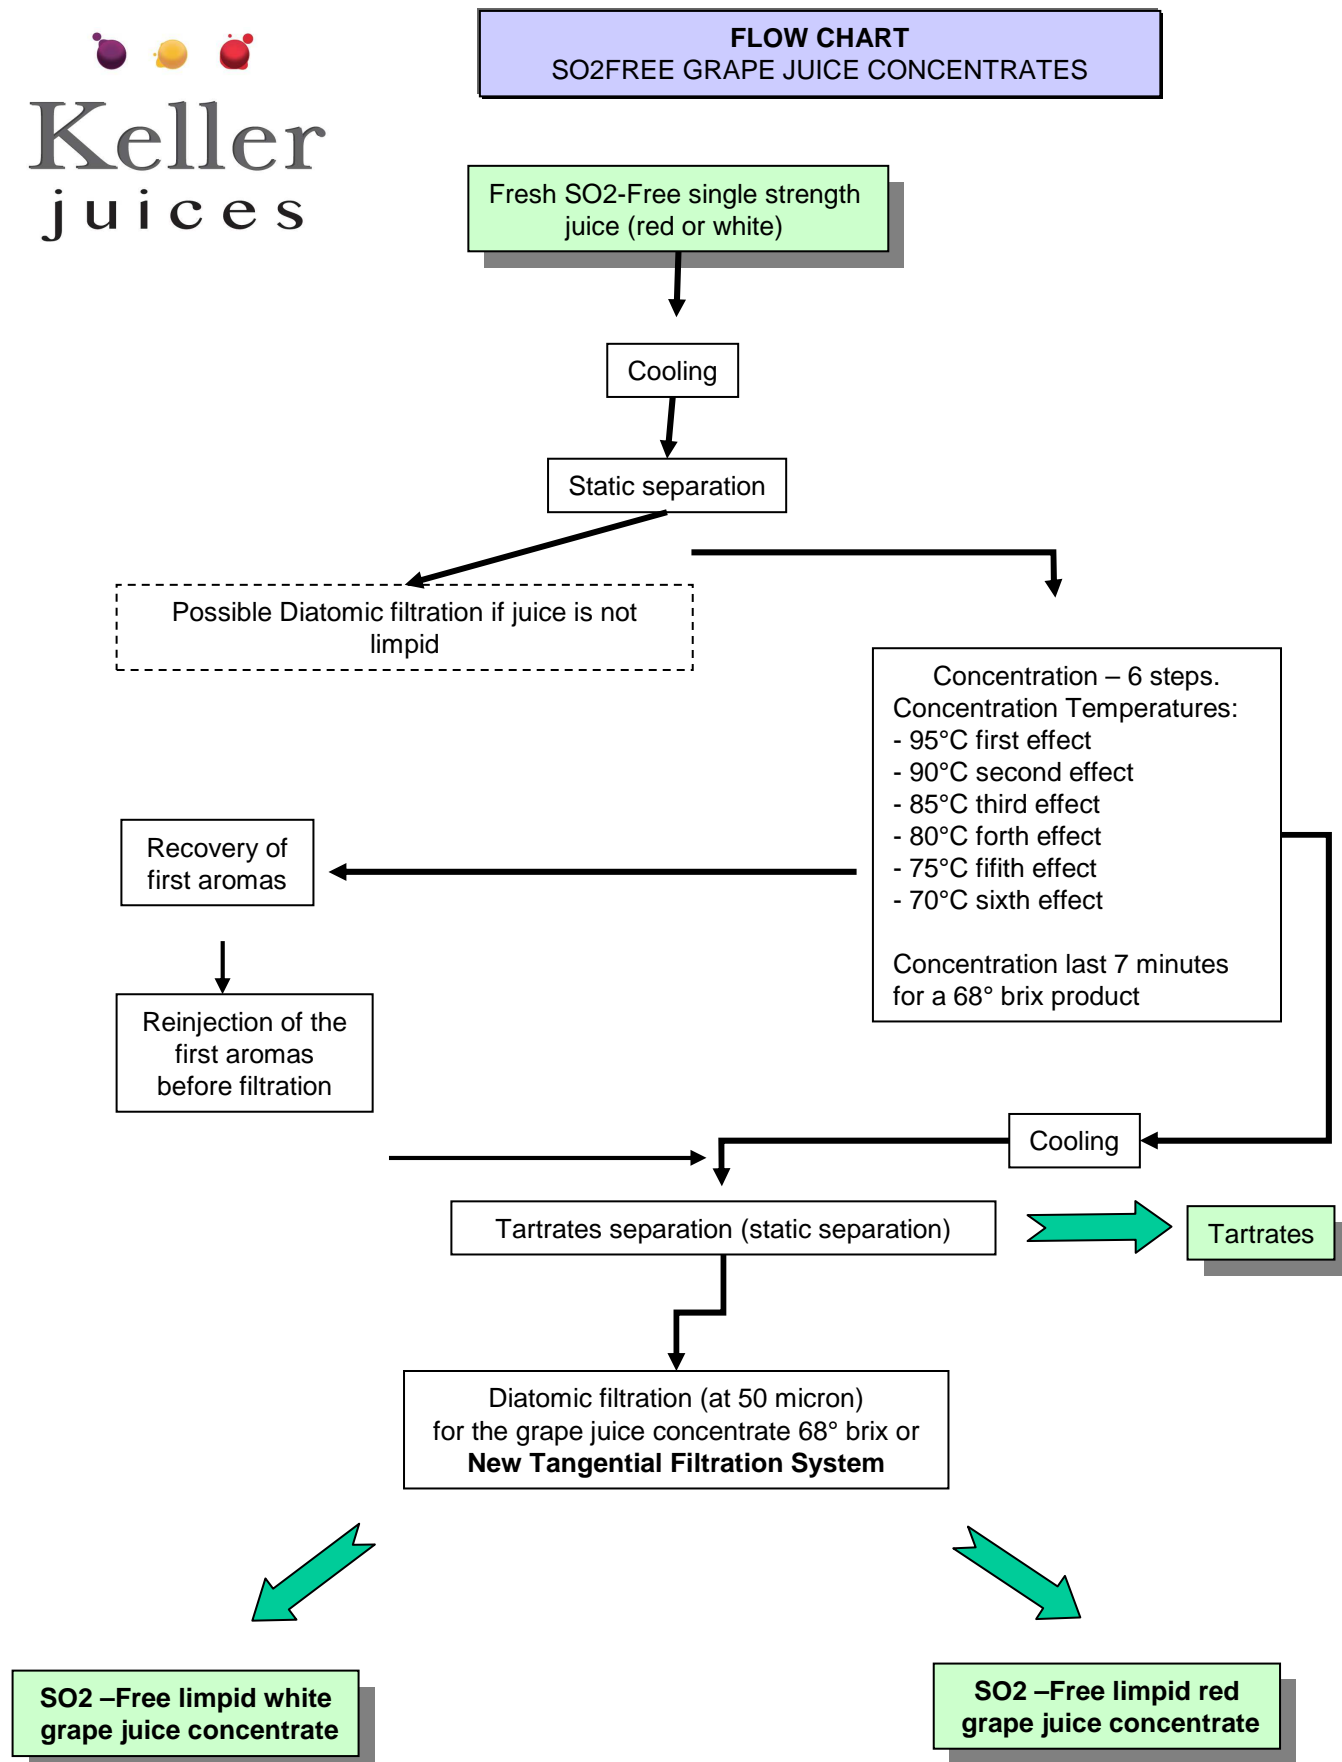 Keller
juices
FLOW CHART
SO2FREE GRAPE JUICE CONCENTRATES
Fresh SO2-Free single strength
juice (red or white)
Cooling
Static separation
Possible Diatomic filtration if juice is not
limpid
Concentration – 6 steps.
Concentration Temperatures:
- 95°C first effect
- 90°C second effect
- 85°C third effect
- 80°C forth effect
- 75°C fifith effect
- 70°C sixth effect
Concentration last 7 minutes
for a 68° brix product
Recovery of
first aromas
Reinjection of the
first aromas
before filtration
Cooling
Tartrates separation (static separation)
Tartrates
Diatomic filtration (at 50 micron)
for the grape juice concentrate 68° brix or
New Tangential Filtration System
SO2 –Free limpid white
grape juice concentrate
SO2 –Free limpid red
grape juice concentrate